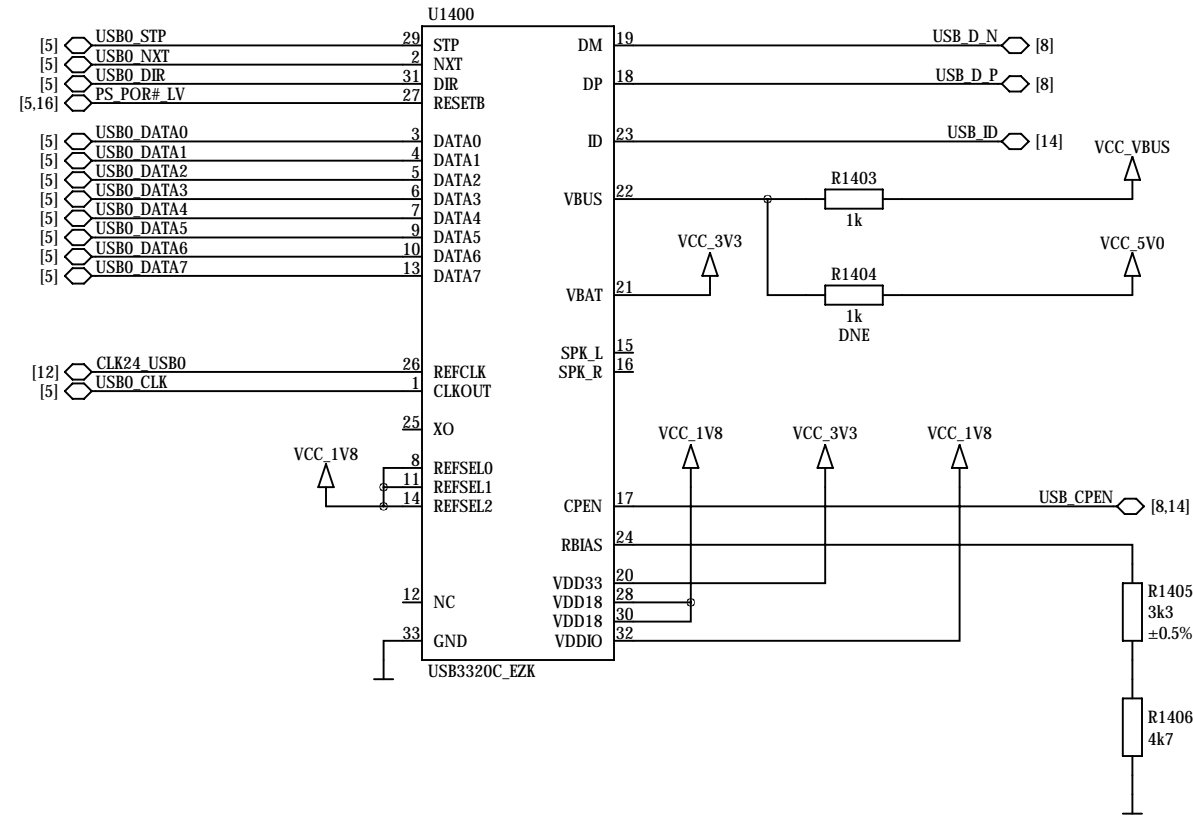 U1400
[5] USB0_STP 29 STP DM 19 USB_D_N [8]
[5] USB0_NXT 2 NXT
[5] USB0_DIR 31 DIR DP 18 USB_D_P [8]
[5,16] PS_POR#_LV 27 RESETB
[5] USB0_DATA0 3 DATA0 ID 23 USB_ID [14]
[5] USB0_DATA1 4 DATA1
VCC_VBUS
[5] USB0_DATA2 5 DATA2
R1403
[5] USB0_DATA3 6 DATA3 VBUS 22
[5] USB0_DATA4 7 DATA4 1k
[5] USB0_DATA5 9 DATA5
VCC_3V3 VCC_5V0
[5] USB0_DATA6 10 DATA6
[5] USB0_DATA7 13 DATA7 R1404
VBAT 21
1k
DNE
SPK_L 15
[12] CLK24_USB0 26 REFCLK SPK_R 16
[5] USB0_CLK 1 CLKOUT
25 XO
VCC_1V8 VCC_3V3 VCC_1V8
VCC_1V8
8 REFSEL0
11 REFSEL1
14 REFSEL2 CPEN 17 USB_CPEN [8,14]
RBIAS 24
VDD33 20
R1405
12 NC VDD18 28
3k3
VDD18 30
±0.5%
33 GND VDDIO 32
USB3320C_EZK
R1406
4k7